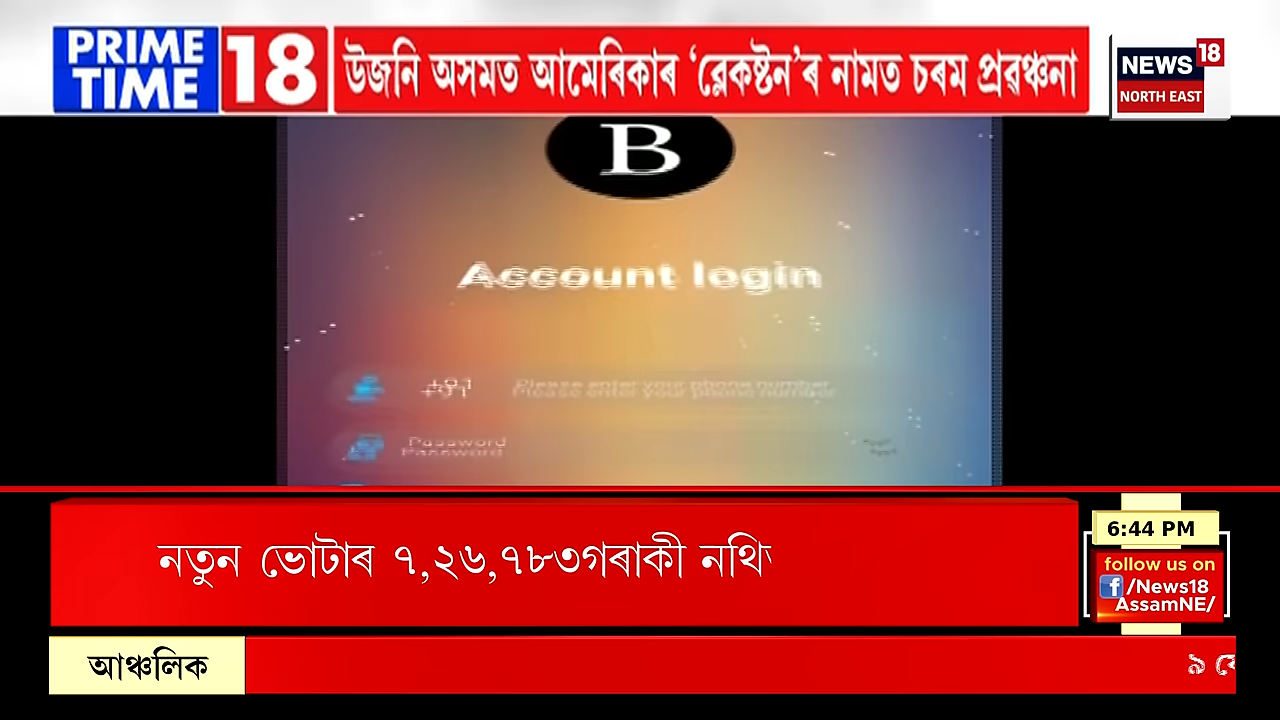 PRIME
TIME
18
উজনি অসমত আমেৰিকাৰ ‘ব্লেকষ্টন’ৰ নামত চৰম প্ৰৱঞ্চনা
NEWS 18
NORTH EAST
B
Account login
+91 Please enter your phone number
Password
নতুন ভোটাৰ ৭,২৬,৭৮৩গৰাকী
6:44 PM
follow us on
/News18
AssamNE/
আঞ্চলিক
৯